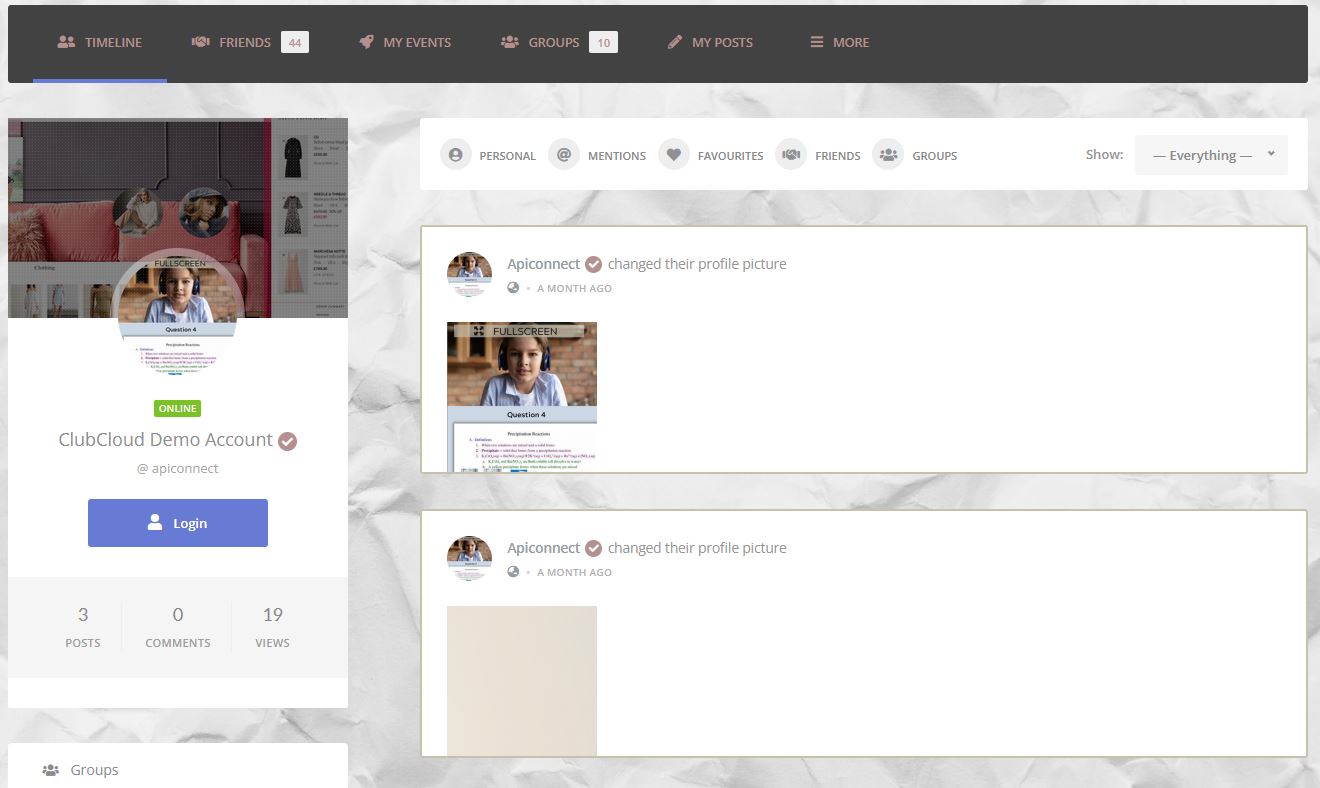 TIMELINE
FRIENDS 44
MY EVENTS
GROUPS 10
MY POSTS
MORE
Clothing
FULLSCREEN
Question 4
Precipitation Reactions
ONLINE
ClubCloud Demo Account
@ apiconnect
Login
3
POSTS
0
COMMENTS
19
VIEWS
Groups
PERSONAL
MENTIONS
FAVOURITES
FRIENDS
GROUPS
Show:
— Everything —
Apiconnect changed their profile picture
• A MONTH AGO
FULLSCREEN
Question 4
Precipitation Reactions
Apiconnect changed their profile picture
• A MONTH AGO